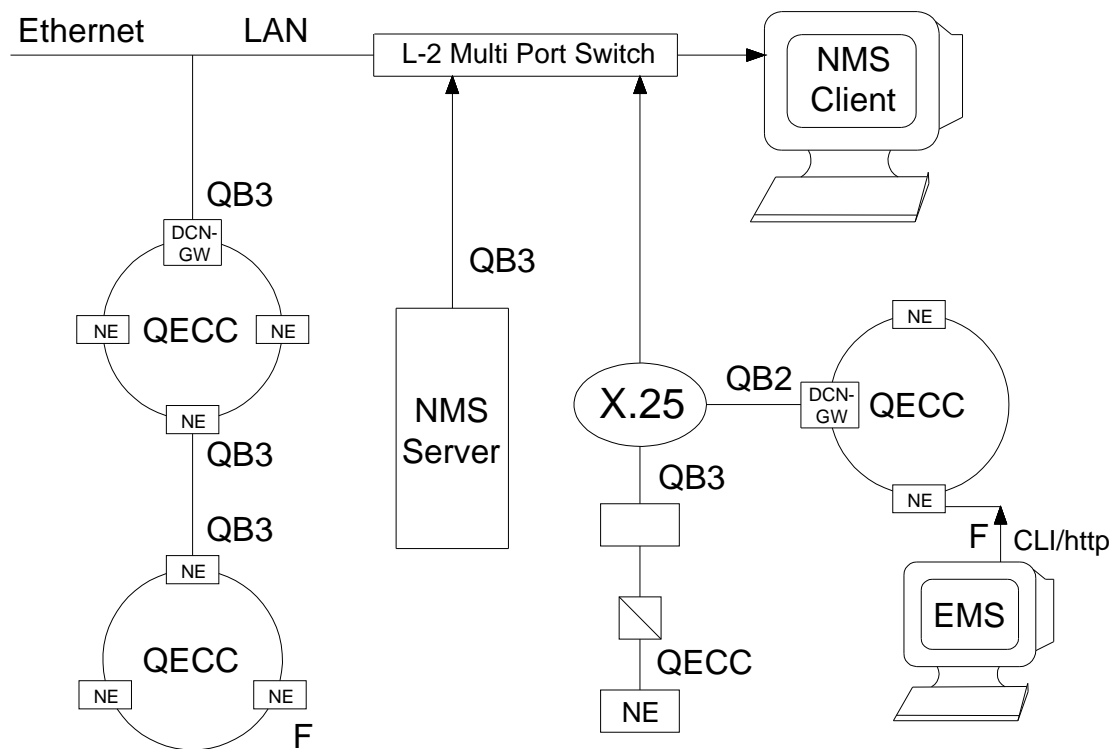 Ethernet LAN
L-2 Multi Port Switch
NMS
Client
QB3
DCN-
GW
NE
QECC
NE
NE
QB3
QB3
NE
QECC
NE
NE
F
QB3
NMS
Server
X.25
QB2
QB3
QECC
NE
NE
DCN-
GW
QECC
NE
F
CLI/http
EMS